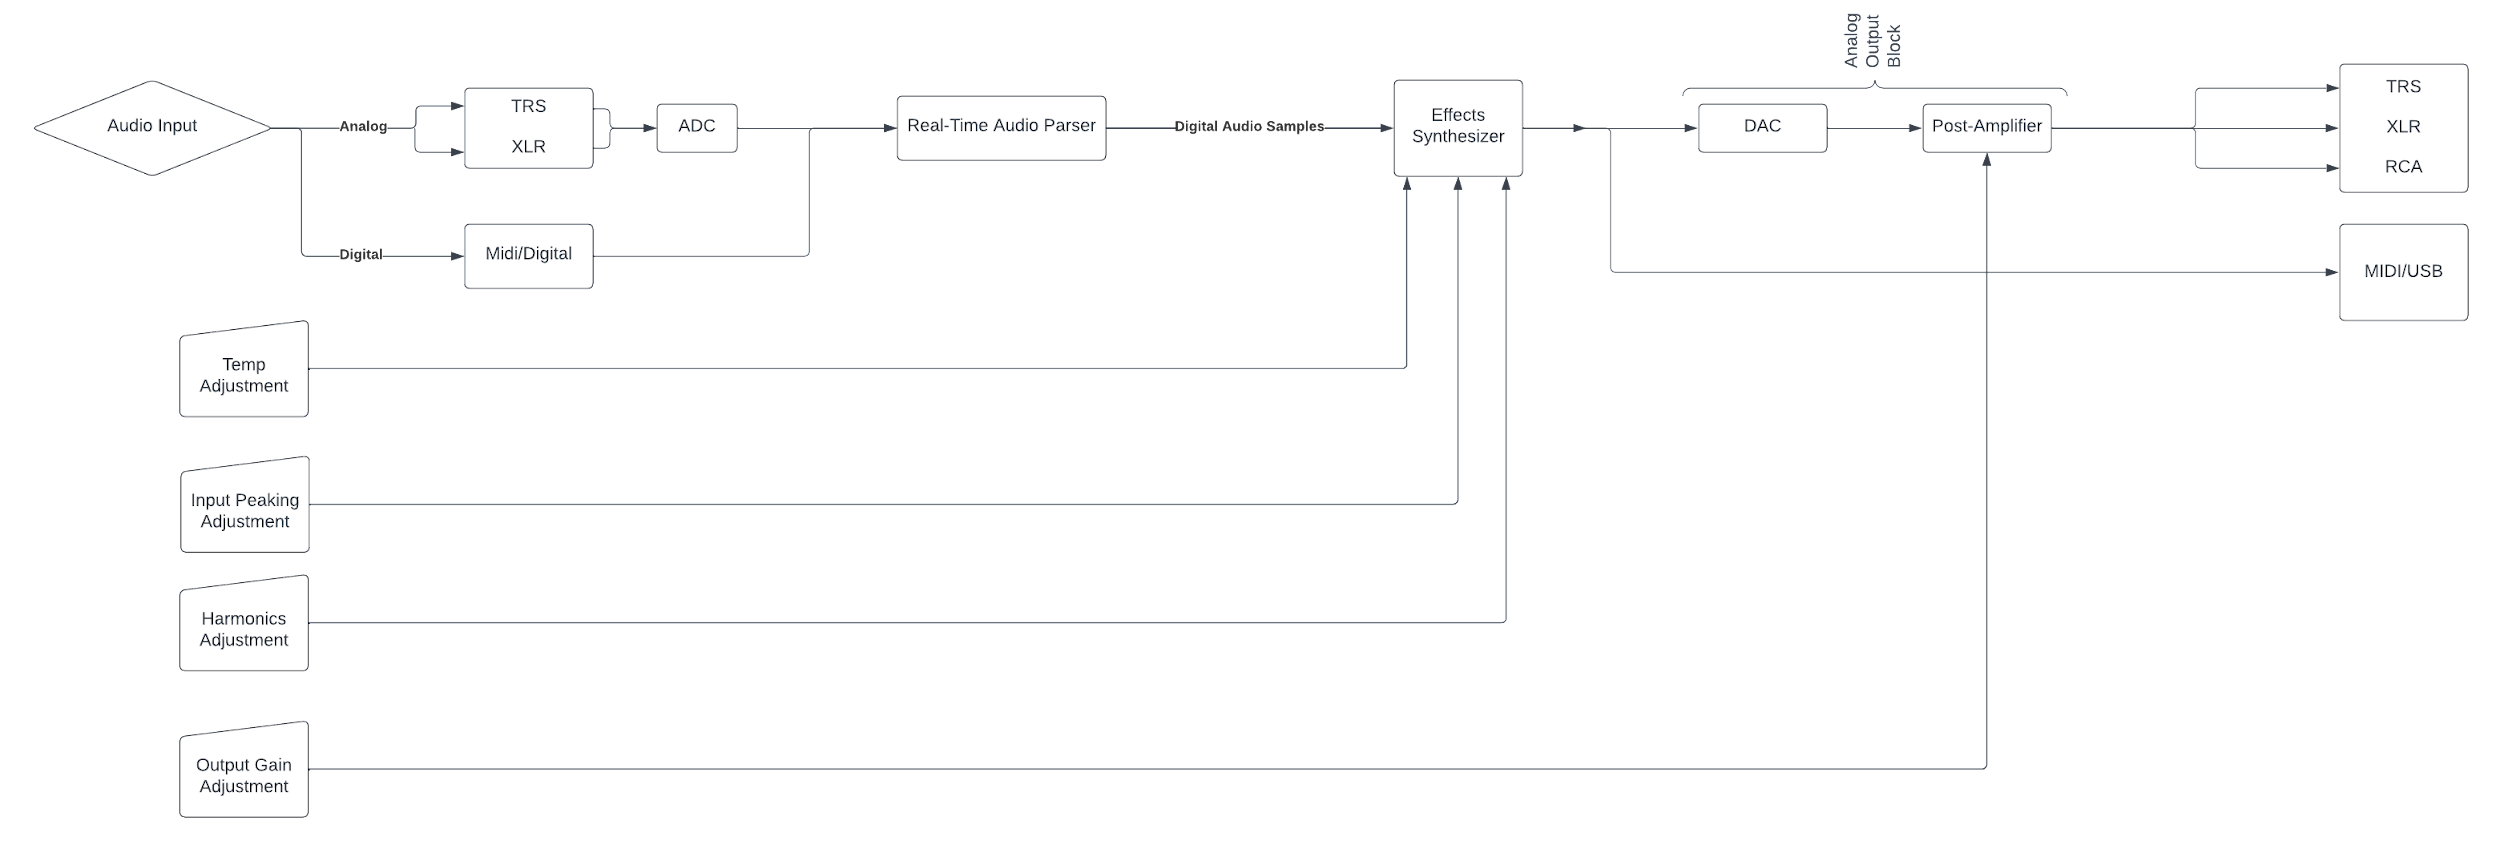 Analog
Output
Block
Audio Input
Analog
TRS
XLR
ADC
Real-Time Audio Parser
Digital Audio Samples
Effects
Synthesizer
DAC
Post-Amplifier
TRS
XLR
RCA
Digital
Midi/Digital
MIDI/USB
Temp
Adjustment
Input Peaking
Adjustment
Harmonics
Adjustment
Output Gain
Adjustment